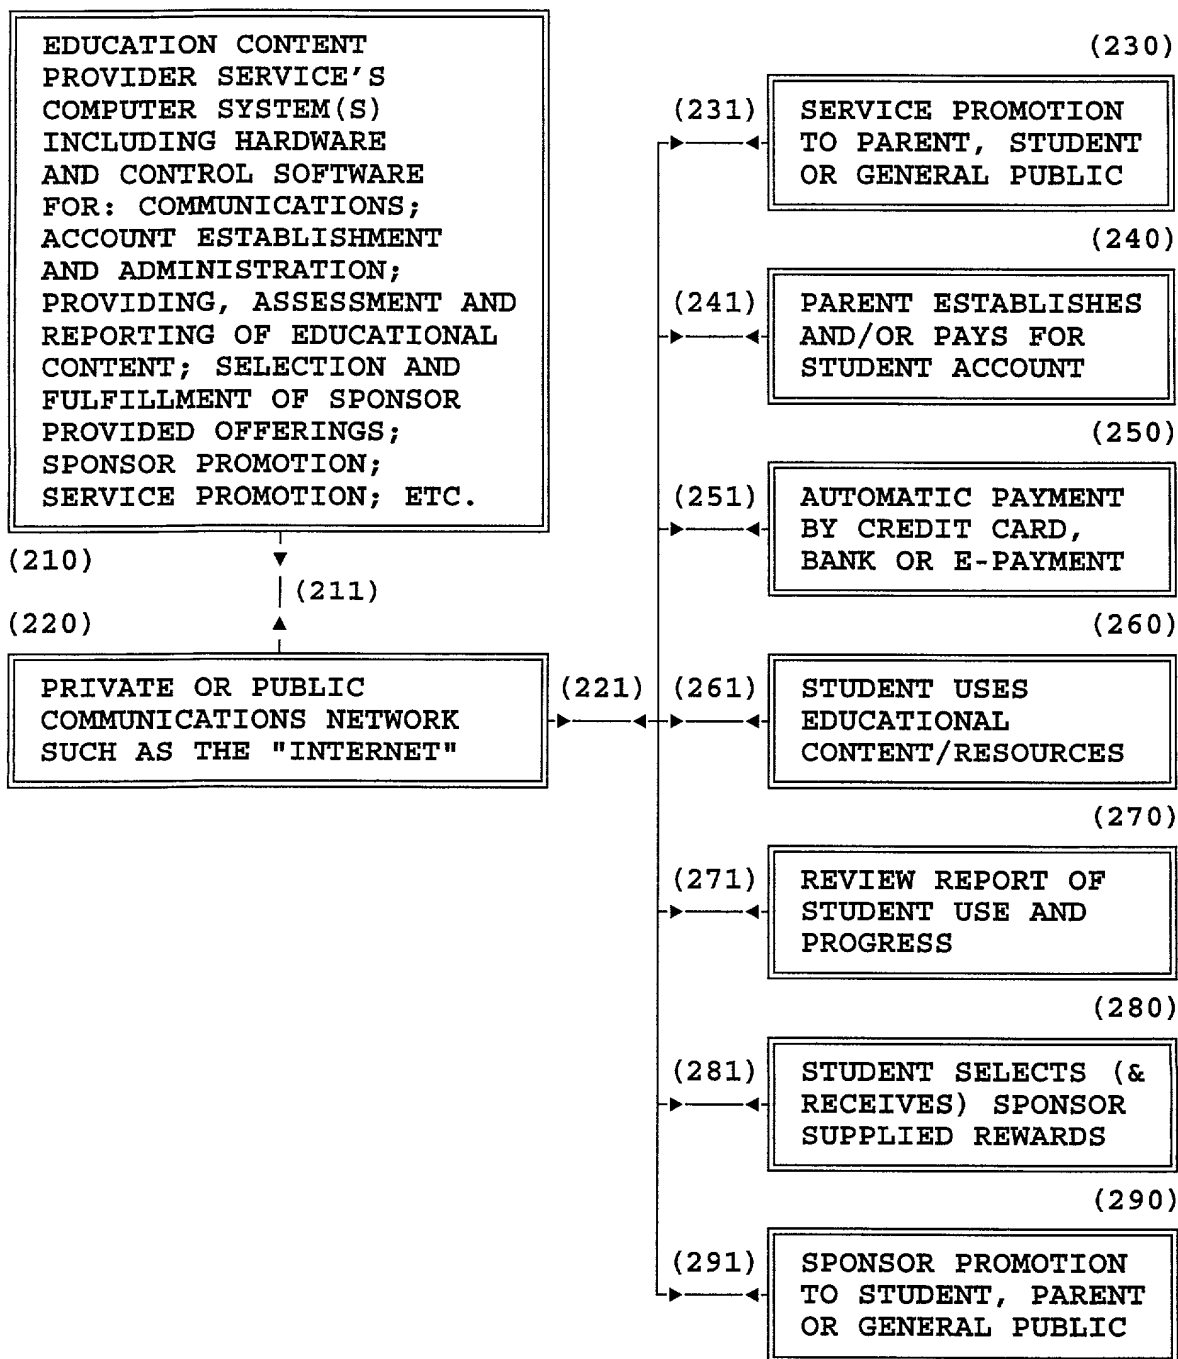 EDUCATION CONTENT
PROVIDER SERVICE'S
COMPUTER SYSTEM(S)
INCLUDING HARDWARE
AND CONTROL SOFTWARE
FOR: COMMUNICATIONS;
ACCOUNT ESTABLISHMENT
AND ADMINISTRATION;
PROVIDING, ASSESSMENT AND
REPORTING OF EDUCATIONAL
CONTENT; SELECTION AND
FULFILLMENT OF SPONSOR
PROVIDED OFFERINGS;
SPONSOR PROMOTION;
SERVICE PROMOTION; ETC.
(210)
(211)
(220)
PRIVATE OR PUBLIC
COMMUNICATIONS NETWORK
SUCH AS THE "INTERNET"
(221)
(230)
(231)
SERVICE PROMOTION
TO PARENT, STUDENT
OR GENERAL PUBLIC
(240)
(241)
PARENT ESTABLISHES
AND/OR PAYS FOR
STUDENT ACCOUNT
(250)
(251)
AUTOMATIC PAYMENT
BY CREDIT CARD,
BANK OR E-PAYMENT
(260)
(261)
STUDENT USES
EDUCATIONAL
CONTENT/RESOURCES
(270)
(271)
REVIEW REPORT OF
STUDENT USE AND
PROGRESS
(280)
(281)
STUDENT SELECTS (&
RECEIVES) SPONSOR
SUPPLIED REWARDS
(290)
(291)
SPONSOR PROMOTION
TO STUDENT, PARENT
OR GENERAL PUBLIC